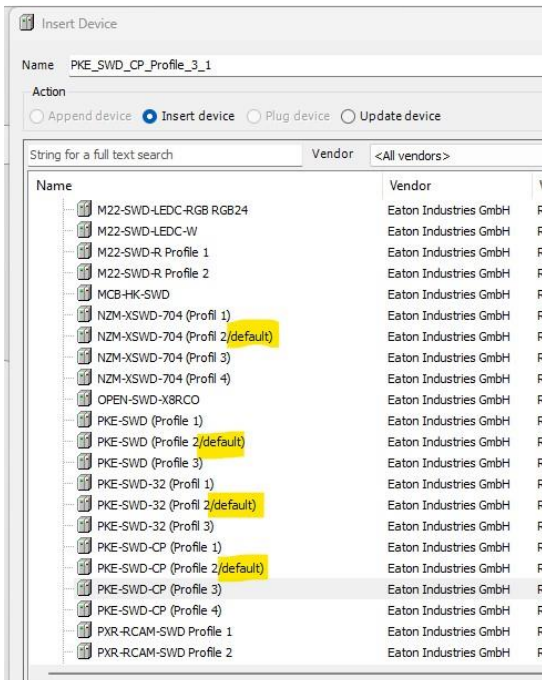 Insert Device
Name PKE_SWD_CP_Profile_3_1
Action
Append device Insert device Plug device Update device
String for a full text search Vendor <All vendors>
Name Vendor
M22-SWD-LEDC-RGB RGB24 Eaton Industries GmbH
M22-SWD-LEDC-W Eaton Industries GmbH
M22-SWD-R Profile 1 Eaton Industries GmbH
M22-SWD-R Profile 2 Eaton Industries GmbH
MCB-HK-SWD Eaton Industries GmbH
NZM-XSWD-704 (Profil 1) Eaton Industries GmbH
NZM-XSWD-704 (Profil 2/default) Eaton Industries GmbH
NZM-XSWD-704 (Profil 3) Eaton Industries GmbH
NZM-XSWD-704 (Profil 4) Eaton Industries GmbH
OPEN-SWD-X8RCO Eaton Industries GmbH
PKE-SWD (Profile 1) Eaton Industries GmbH
PKE-SWD (Profile 2/default) Eaton Industries GmbH
PKE-SWD (Profile 3) Eaton Industries GmbH
PKE-SWD-32 (Profil 1) Eaton Industries GmbH
PKE-SWD-32 (Profil 2/default) Eaton Industries GmbH
PKE-SWD-32 (Profil 3) Eaton Industries GmbH
PKE-SWD-CP (Profile 1) Eaton Industries GmbH
PKE-SWD-CP (Profile 2/default) Eaton Industries GmbH
PKE-SWD-CP (Profile 3) Eaton Industries GmbH
PKE-SWD-CP (Profile 4) Eaton Industries GmbH
PXR-RCAM-SWD Profile 1 Eaton Industries GmbH
PXR-RCAM-SWD Profile 2 Eaton Industries GmbH